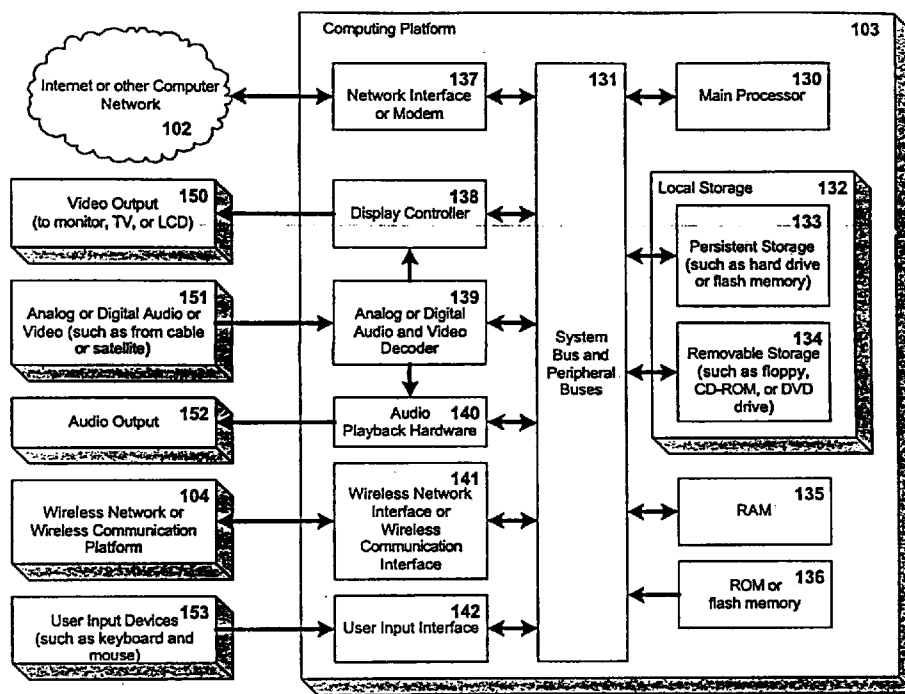 Computing Platform
103
Internet or other Computer
Network
102
137
Network Interface
or Modem
131
System
Bus and
Peripheral
Buses
130
Main Processor
150
Video Output
(to monitor, TV, or LCD)
138
Display Controller
Local Storage
132
133
Persistent Storage
(such as hard drive
or flash memory)
151
Analog or Digital Audio or
Video (such as from cable
or satellite)
139
Analog or Digital
Audio and Video
Decoder
134
Removable Storage
(such as floppy,
CD-ROM, or DVD
drive)
152
Audio Output
Audio 140
Playback Hardware
104
Wireless Network or
Wireless Communication
Platform
141
Wireless Network
Interface or
Wireless
Communication
Interface
135
RAM
136
ROM or
flash memory
153
User Input Devices
(such as keyboard and
mouse)
142
User Input Interface